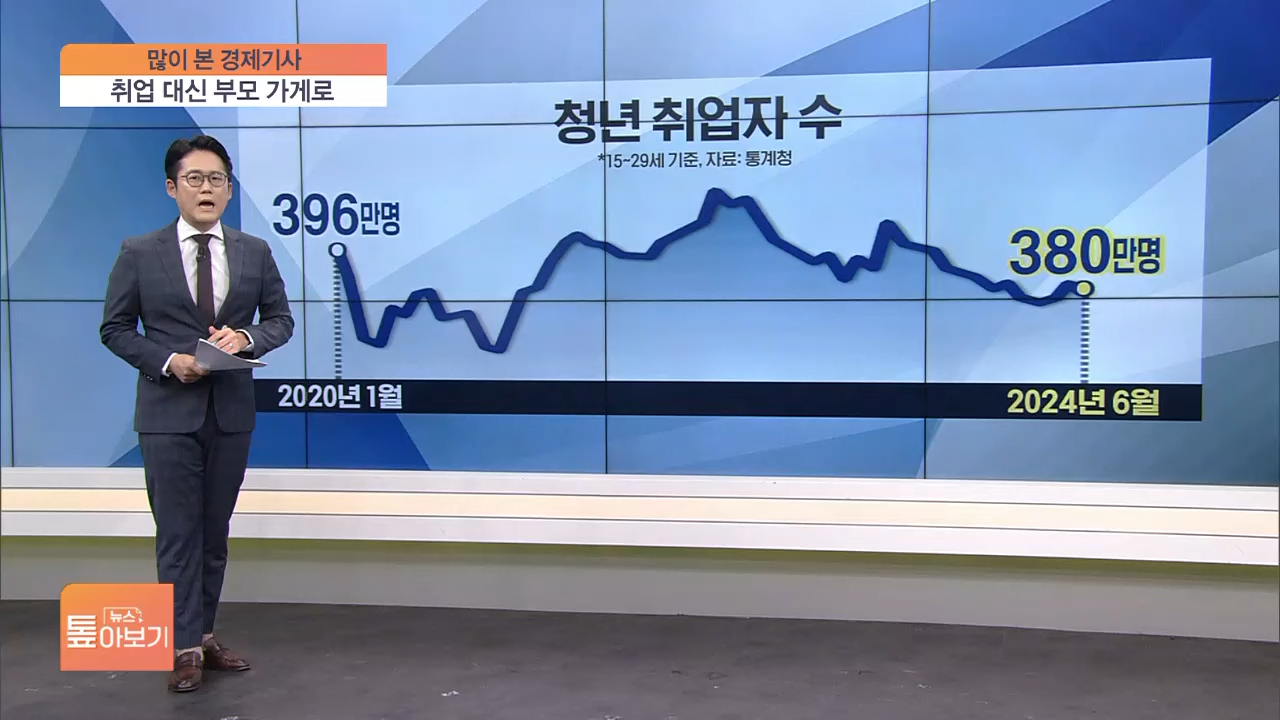 많이 본 경제기사
취업 대신 부모 가게로
청년 취업자 수
*15~29세 기준, 자료: 통계청
396만명
380만명
2020년 1월
2024년 6월
뉴스
톺아보기